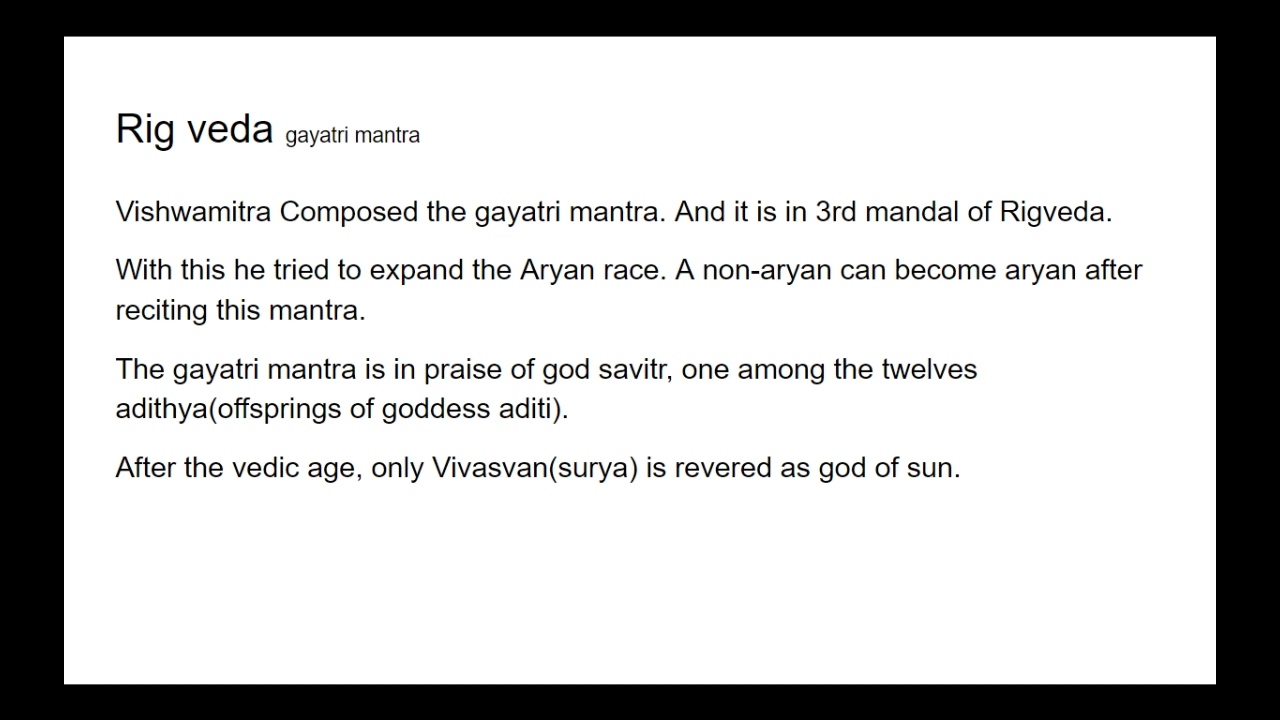 Rig veda gayatri mantra
Vishwamitra Composed the gayatri mantra. And it is in 3rd mandal of Rigveda.
With this he tried to expand the Aryan race. A non-aryan can become aryan after
reciting this mantra.
The gayatri mantra is in praise of god savitr, one among the twelves
adithya(offsprings of goddess aditi).
After the vedic age, only Vivasvan(surya) is revered as god of sun.